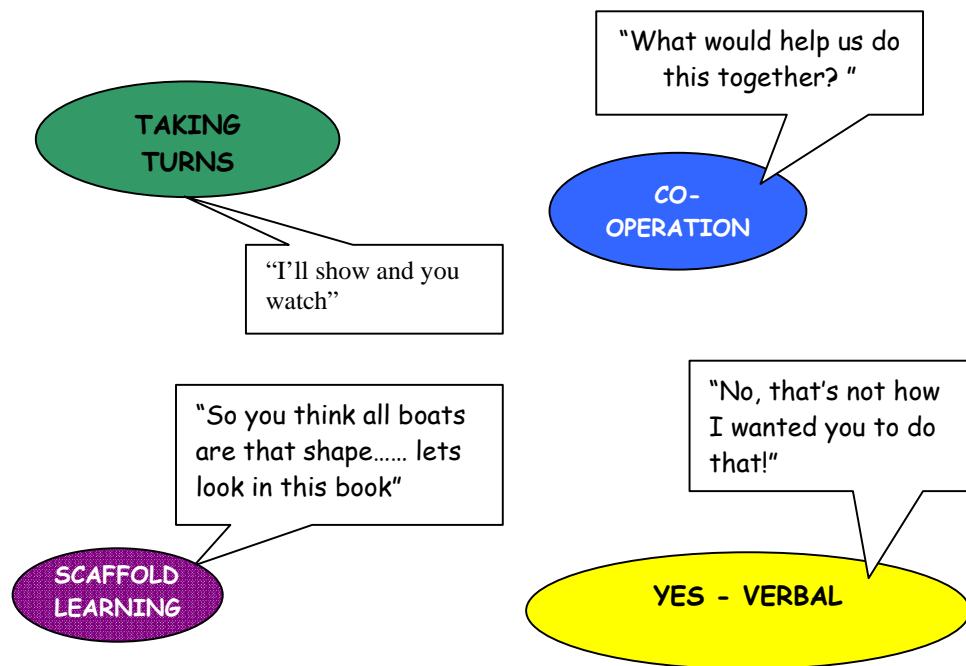 TAKING
TURNS
“I’ll show and you
watch”
“What would help us do
this together? ”
CO-
OPERATION
“So you think all boats
are that shape...... lets
look in this book”
SCAFFOLD
LEARNING
“No, that’s not how
I wanted you to do
that!”
YES - VERBAL